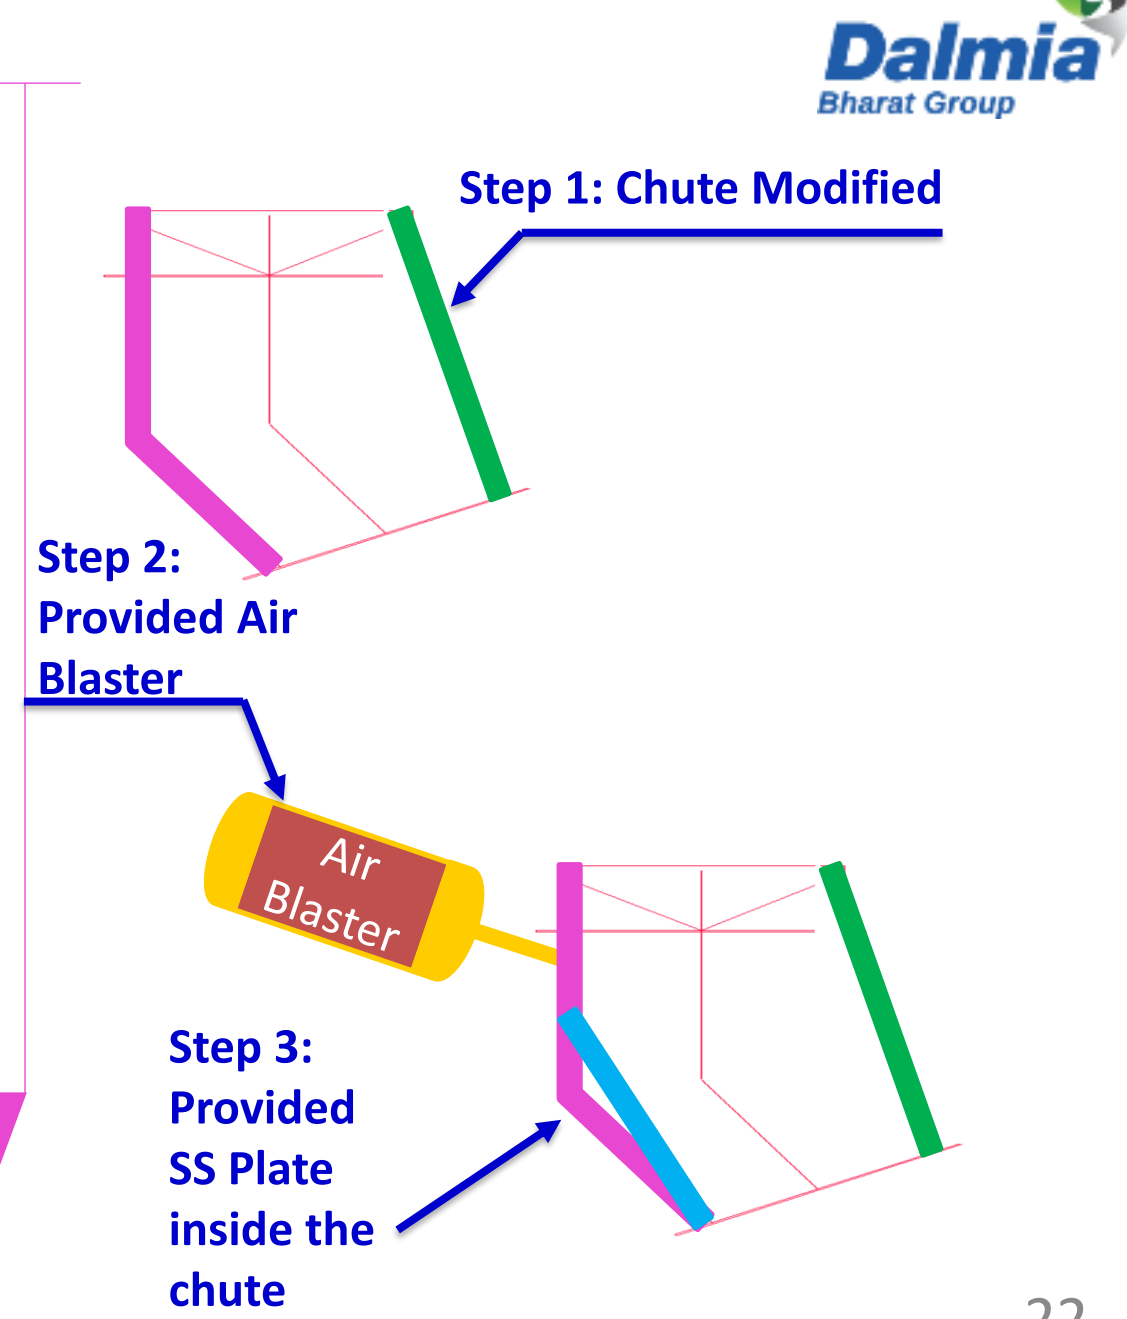 Dalmia
Bharat Group
Step 1: Chute Modified
Step 2:
Provided Air
Blaster
Air
Blaster
Step 3:
Provided
SS Plate
inside the
chute
22